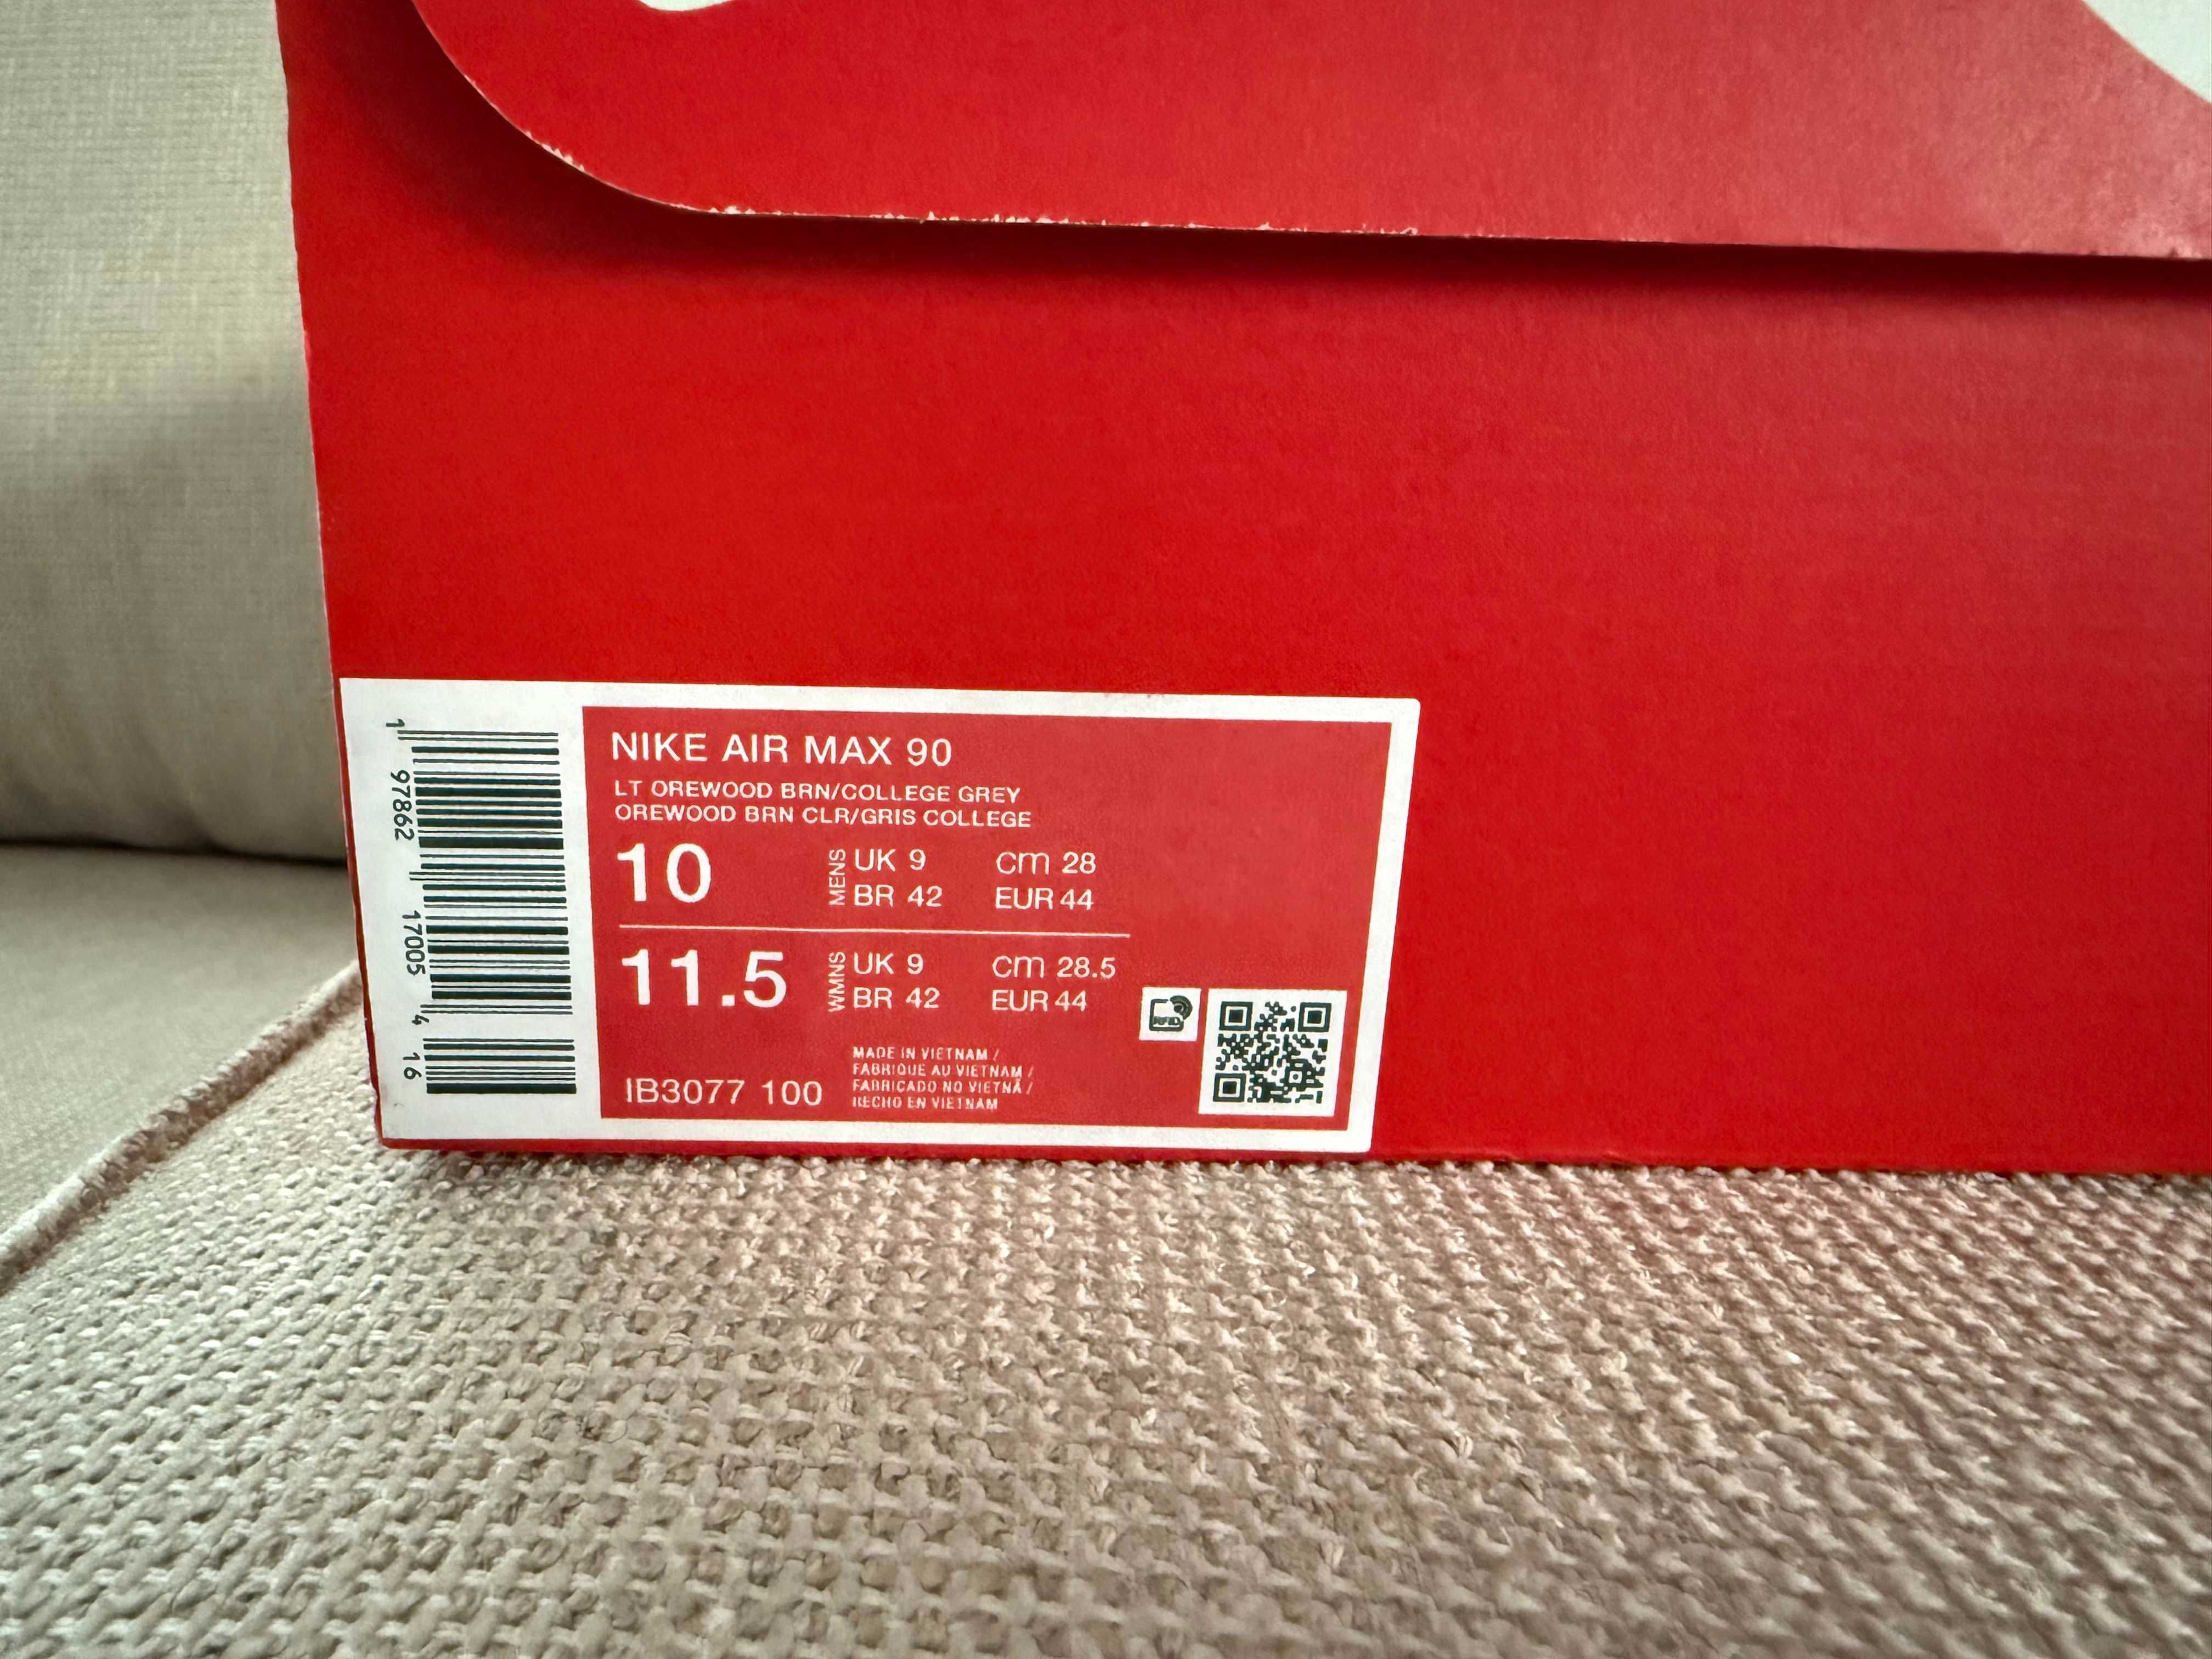 NIKE AIR MAX 90
LT OREWOOD BRN/COLLEGE GREY
OREWOOD BRN CLR/GRIS COLLEGE
10 MENS UK 9 cm 28
BR 42 EUR 44
11.5 WMNS UK 9 cm 28.5
BR 42 EUR 44
IB3077 100
MADE IN VIETNAM /
FABRIQUE AU VIETNAM /
FABRICADO NO VIETNÃ /
HECHO EN VIETNAM
RFID
1 97862 17005 4 16